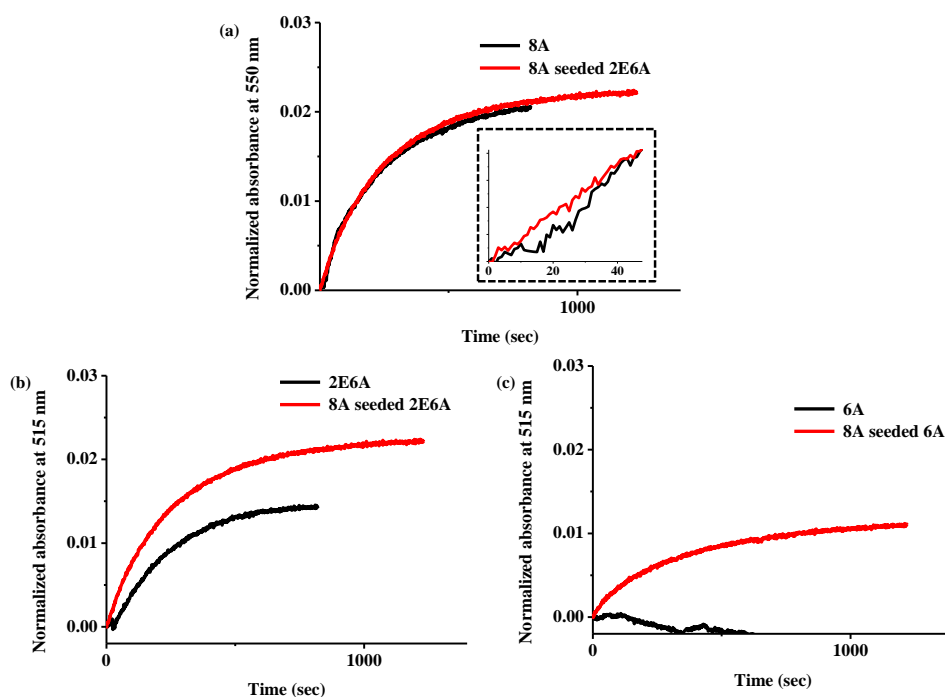 (a)
Normalized absorbance at 550 nm
0.03
0.02
0.01
0.00
8A
8A seeded 2E6A
0
20
40
1000
Time (sec)
(b)
Normalized absorbance at 515 nm
0.03
0.02
0.01
0.00
2E6A
8A seeded 2E6A
0
1000
Time (sec)
(c)
Normalized absorbance at 515 nm
0.03
0.02
0.01
0.00
6A
8A seeded 6A
0
1000
Time (sec)